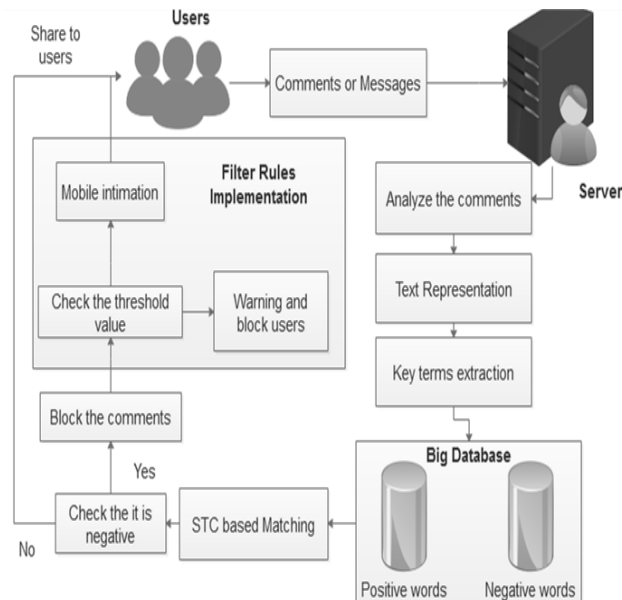 Users
Share to
users
Comments or Messages
Server
Filter Rules
Implementation
Mobile intimation
Analyze the comments
Text Representation
Check the threshold
value
Warning and
block users
Key terms extraction
Block the comments
Big Database
Yes
Check the it is
negative
STC based Matching
No
Positive words
Negative words